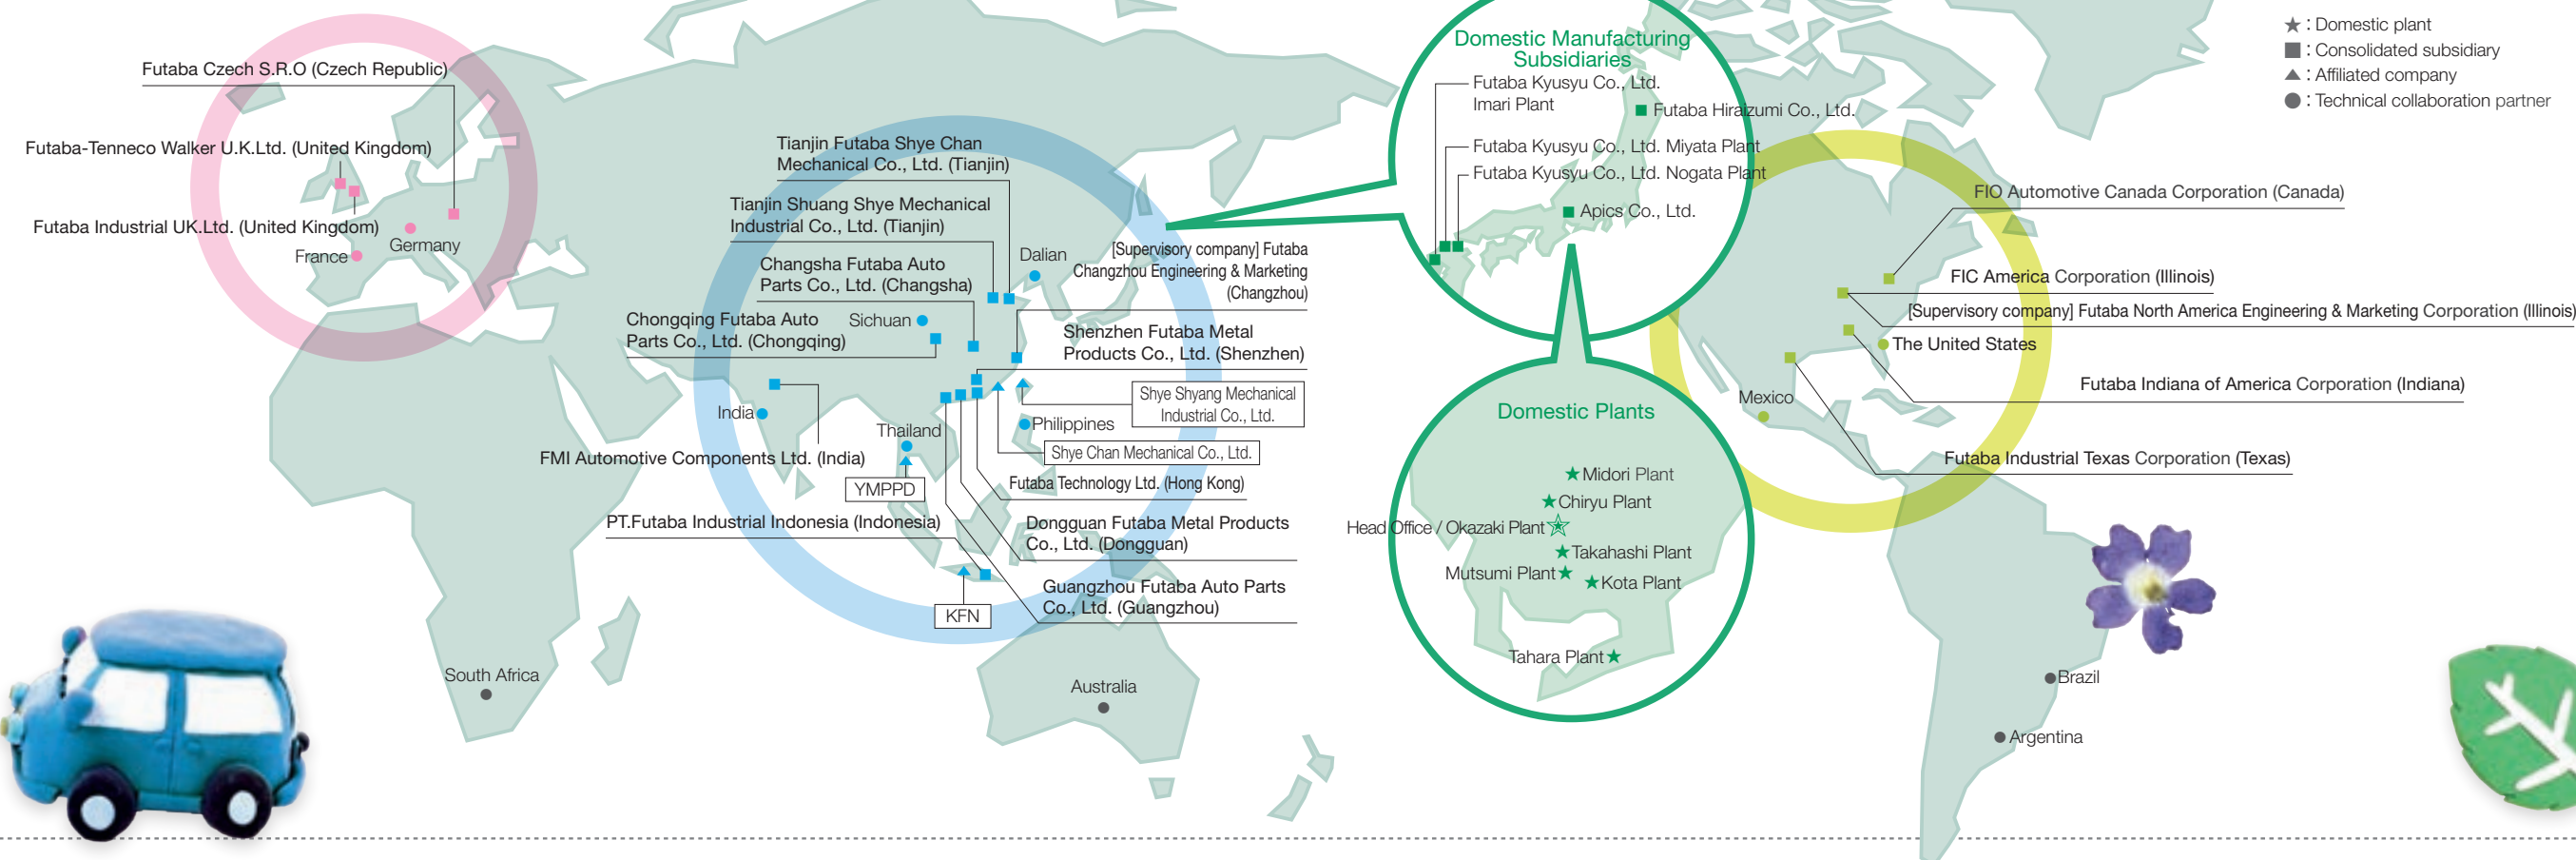 Futaba Czech S.R.O (Czech Republic)
Futaba-Tenneco Walker U.K.Ltd. (United Kingdom)
Futaba Industrial UK.Ltd. (United Kingdom)
Germany
France
Tianjin Futaba Shye Chan
Mechanical Co., Ltd. (Tianjin)
Tianjin Shuang Shye Mechanical
Industrial Co., Ltd. (Tianjin)
Changsha Futaba Auto
Parts Co., Ltd. (Changsha)
Chongqing Futaba Auto
Parts Co., Ltd. (Chongqing)
Sichuan
Dalian
[Supervisory company] Futaba
Changzhou Engineering & Marketing
(Changzhou)
Shenzhen Futaba Metal
Products Co., Ltd. (Shenzhen)
Shye Shyang Mechanical
Industrial Co., Ltd.
India
Thailand
Philippines
Shye Chan Mechanical Co., Ltd.
FMI Automotive Components Ltd. (India)
YMPPD
Futaba Technology Ltd. (Hong Kong)
PT.Futaba Industrial Indonesia (Indonesia)
Dongguan Futaba Metal Products
Co., Ltd. (Dongguan)
Guangzhou Futaba Auto Parts
Co., Ltd. (Guangzhou)
KFN
South Africa
Australia
Domestic Manufacturing
Subsidiaries
Futaba Kyusyu Co., Ltd.
Imari Plant
Futaba Hiraizumi Co., Ltd.
Futaba Kyusyu Co., Ltd. Miyata Plant
Futaba Kyusyu Co., Ltd. Nogata Plant
Apics Co., Ltd.
Domestic Plants
Midori Plant
Chiryu Plant
Head Office / Okazaki Plant
Takahashi Plant
Mutsumi Plant
Kota Plant
Tahara Plant
★ : Domestic plant
■ : Consolidated subsidiary
▲ : Affiliated company
● : Technical collaboration partner
FIO Automotive Canada Corporation (Canada)
FIC America Corporation (Illinois)
[Supervisory company] Futaba North America Engineering & Marketing Corporation (Illinois)
The United States
Futaba Indiana of America Corporation (Indiana)
Mexico
Futaba Industrial Texas Corporation (Texas)
Brazil
Argentina